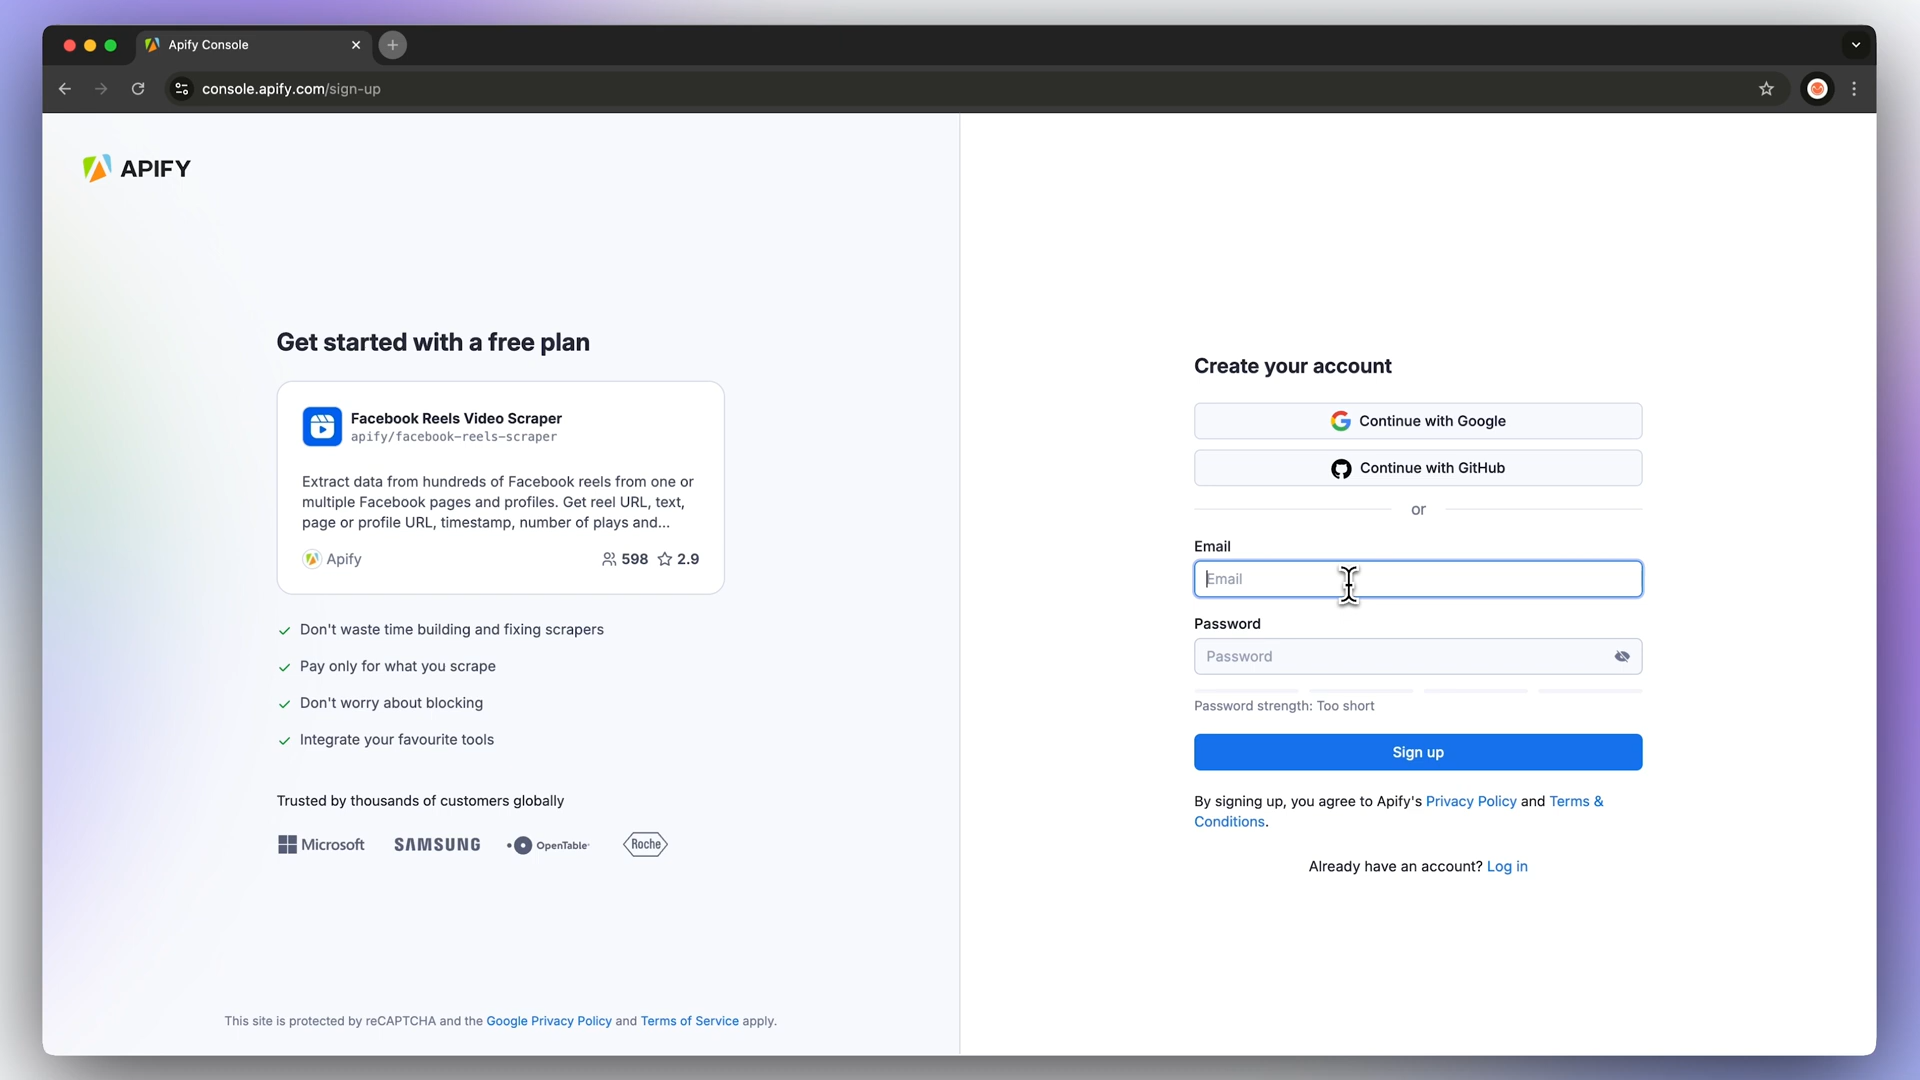 Apify Console
console.apify.com/sign-up
APIFY
Get started with a free plan
Facebook Reels Video Scraper
apify/facebook-reels-scraper
Extract data from hundreds of Facebook reels from one or
multiple Facebook pages and profiles. Get reel URL, text,
page or profile URL, timestamp, number of plays and...
Apify 598 2.9
Don't waste time building and fixing scrapers
Pay only for what you scrape
Don't worry about blocking
Integrate your favourite tools
Trusted by thousands of customers globally
Microsoft SAMSUNG OpenTable Roche
This site is protected by reCAPTCHA and the Google Privacy Policy and Terms of Service apply.
Create your account
Continue with Google
Continue with GitHub
or
Email
Email
Password
Password
Password strength: Too short
Sign up
By signing up, you agree to Apify's Privacy Policy and Terms &
Conditions.
Already have an account? Log in